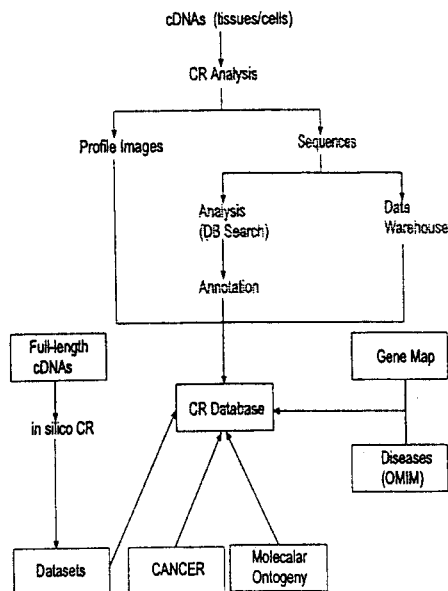 cDNAs (tissues/cells)
CR Analysis
Profile Images
Sequences
Analysis
(DB Search)
Data
Warehouse
Annotation
Full-length
cDNAs
Gene Map
CR Database
in silico CR
Diseases
(OMIM)
Datasets
CANCER
Molecalar
Ontogeny